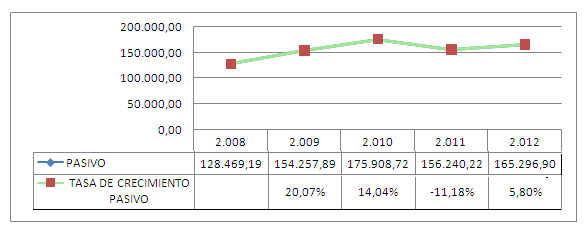 200.000,00
150.000,00
100.000,00
50.000,00
0,00
2.008 2.009 2.010 2.011 2.012
PASIVO 128.469,19 154.257,89 175.908,72 156.240,22 165.296,90
TASA DE CRECIMIENTO
PASIVO 20,07% 14,04% -11,18% 5,80%